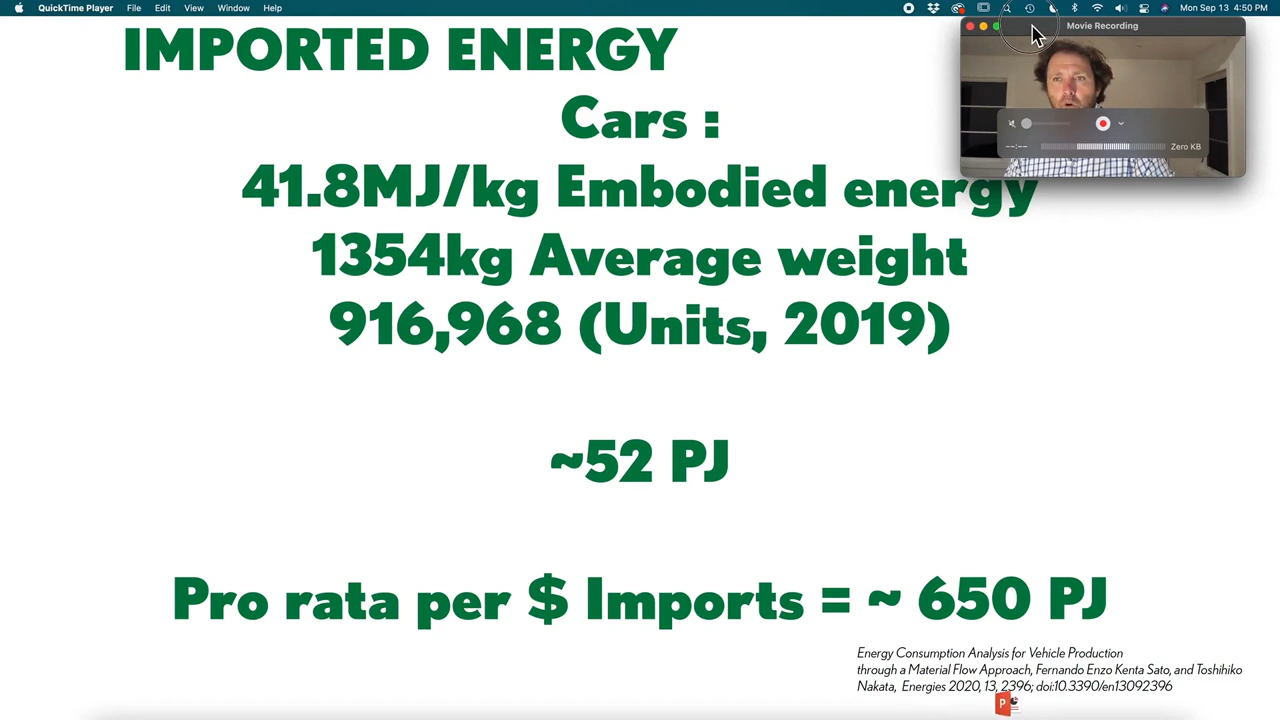 QuickTime Player File Edit View Window Help Mon Sep 13 4:50 PM
Movie Recording
IMPORTED ENERGY
Cars :
--:-- Zero KB
41.8MJ/kg Embodied energy
1354kg Average weight
916,968 (Units, 2019)
~52 PJ
Pro rata per $ Imports = ~ 650 PJ
Energy Consumption Analysis for Vehicle Production
through a Material Flow Approach, Fernando Enzo Kenta Sato, and Toshihiko
Nakata, Energies 2020, 13, 2396; doi:10.3390/en13092396
P